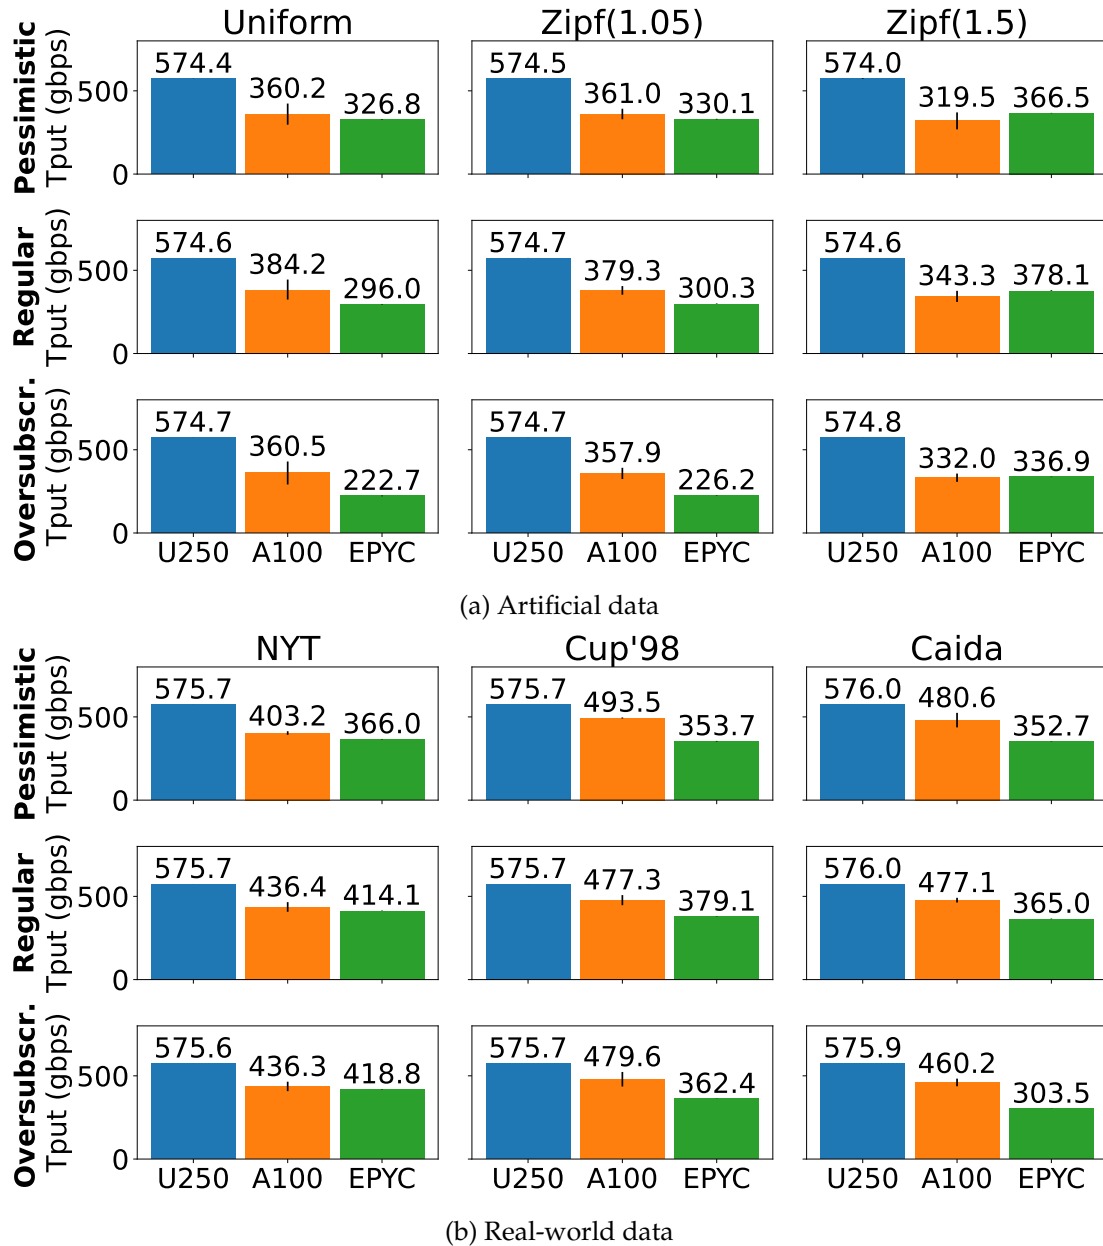 Uniform Zipf(1.05) Zipf(1.5)
Pessimistic
Tput (gbps)
500
0
574.4 360.2 326.8
574.5 361.0 330.1
574.0 319.5 366.5
Regular
Tput (gbps)
500
0
574.6 384.2 296.0
574.7 379.3 300.3
574.6 343.3 378.1
Oversubscr.
Tput (gbps)
500
0
574.7 360.5 222.7
574.7 357.9 226.2
574.8 332.0 336.9
U250 A100 EPYC U250 A100 EPYC U250 A100 EPYC
(a) Artificial data
NYT Cup'98 Caida
Pessimistic
Tput (gbps)
500
0
575.7 403.2 366.0
575.7 493.5 353.7
576.0 480.6 352.7
Regular
Tput (gbps)
500
0
575.7 436.4 414.1
575.7 477.3 379.1
576.0 477.1 365.0
Oversubscr.
Tput (gbps)
500
0
575.6 436.3 418.8
575.7 479.6 362.4
575.9 460.2 303.5
U250 A100 EPYC U250 A100 EPYC U250 A100 EPYC
(b) Real-world data